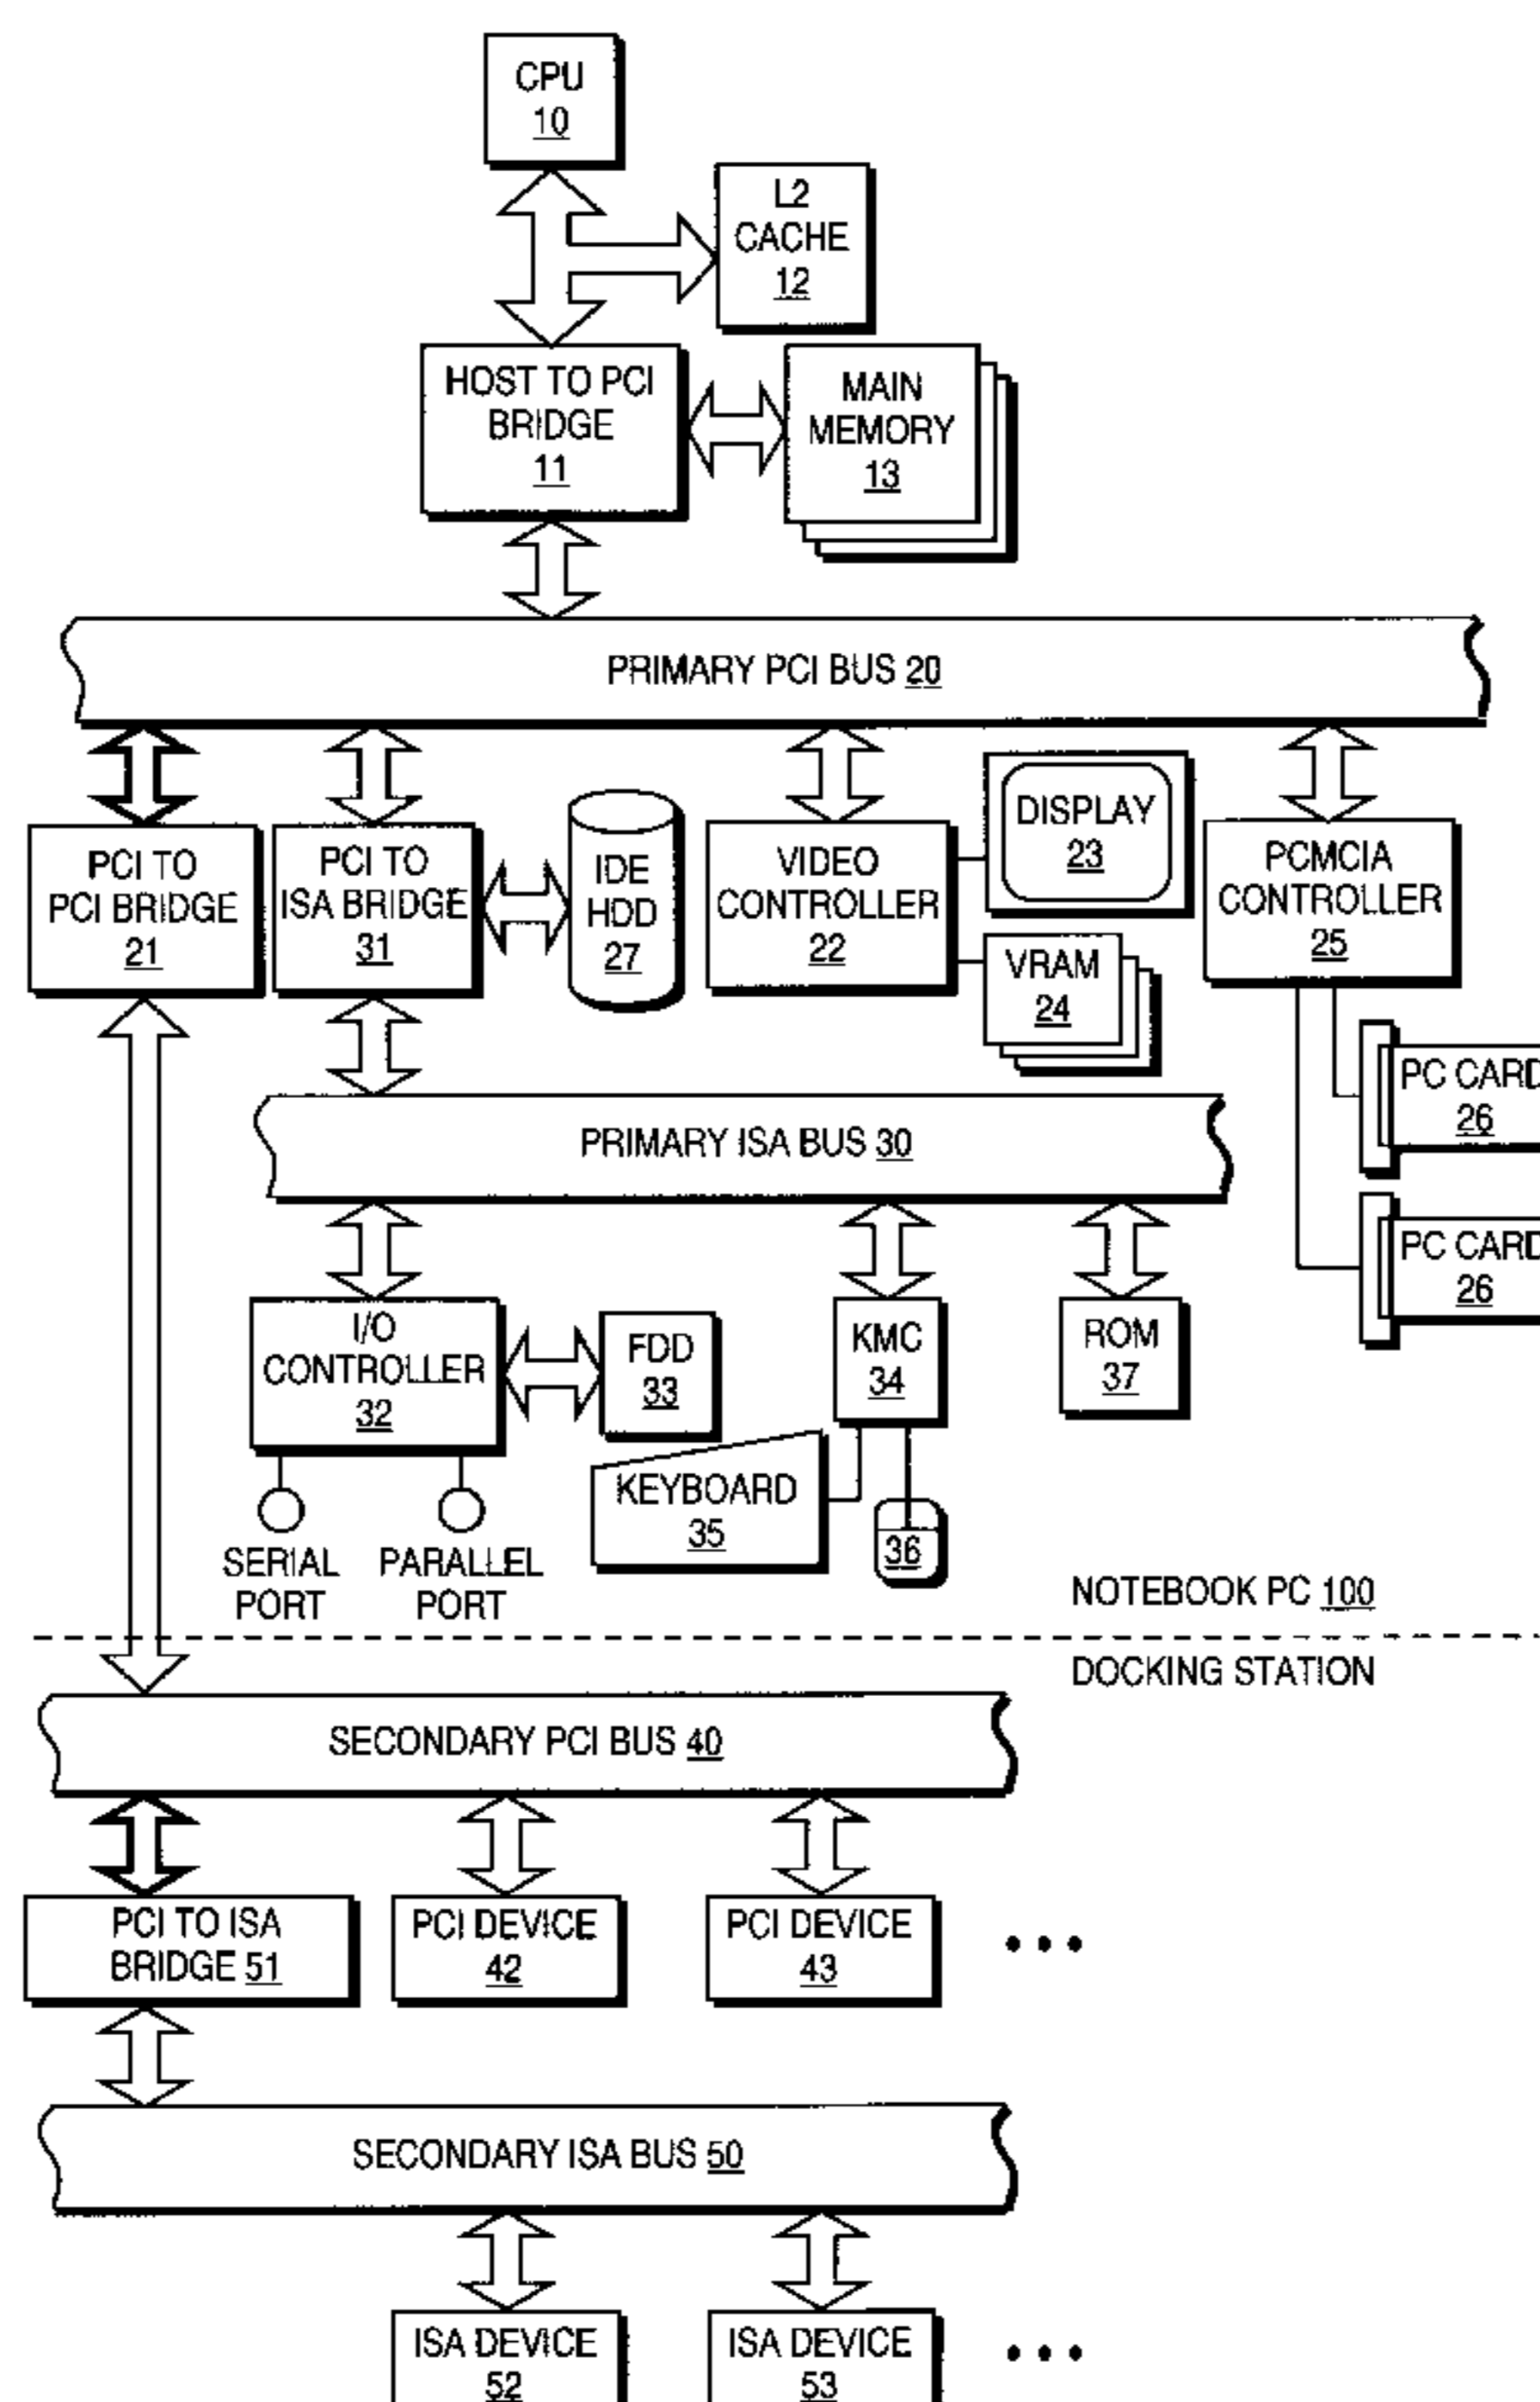 CPU
10
L2
CACHE
12
HOST TO PCI
BRIDGE
11
MAIN
MEMORY
13
PRIMARY PCI BUS 20
PCI TO
PCI BRIDGE
21
PCI TO
ISA BRIDGE
31
IDE
HDD
27
VIDEO
CONTROLLER
22
DISPLAY
23
VRAM
24
PCMCIA
CONTROLLER
25
PC CARD
26
PC CARD
26
PRIMARY ISA BUS 30
I/O
CONTROLLER
32
FDD
33
KMC
34
ROM
37
KEYBOARD
35
36
SERIAL
PORT
PARALLEL
PORT
NOTEBOOK PC 100
DOCKING STATION
SECONDARY PCI BUS 40
PCI TO ISA
BRIDGE 51
PCI DEVICE
42
PCI DEVICE
43
SECONDARY ISA BUS 50
ISA DEVICE
52
ISA DEVICE
53